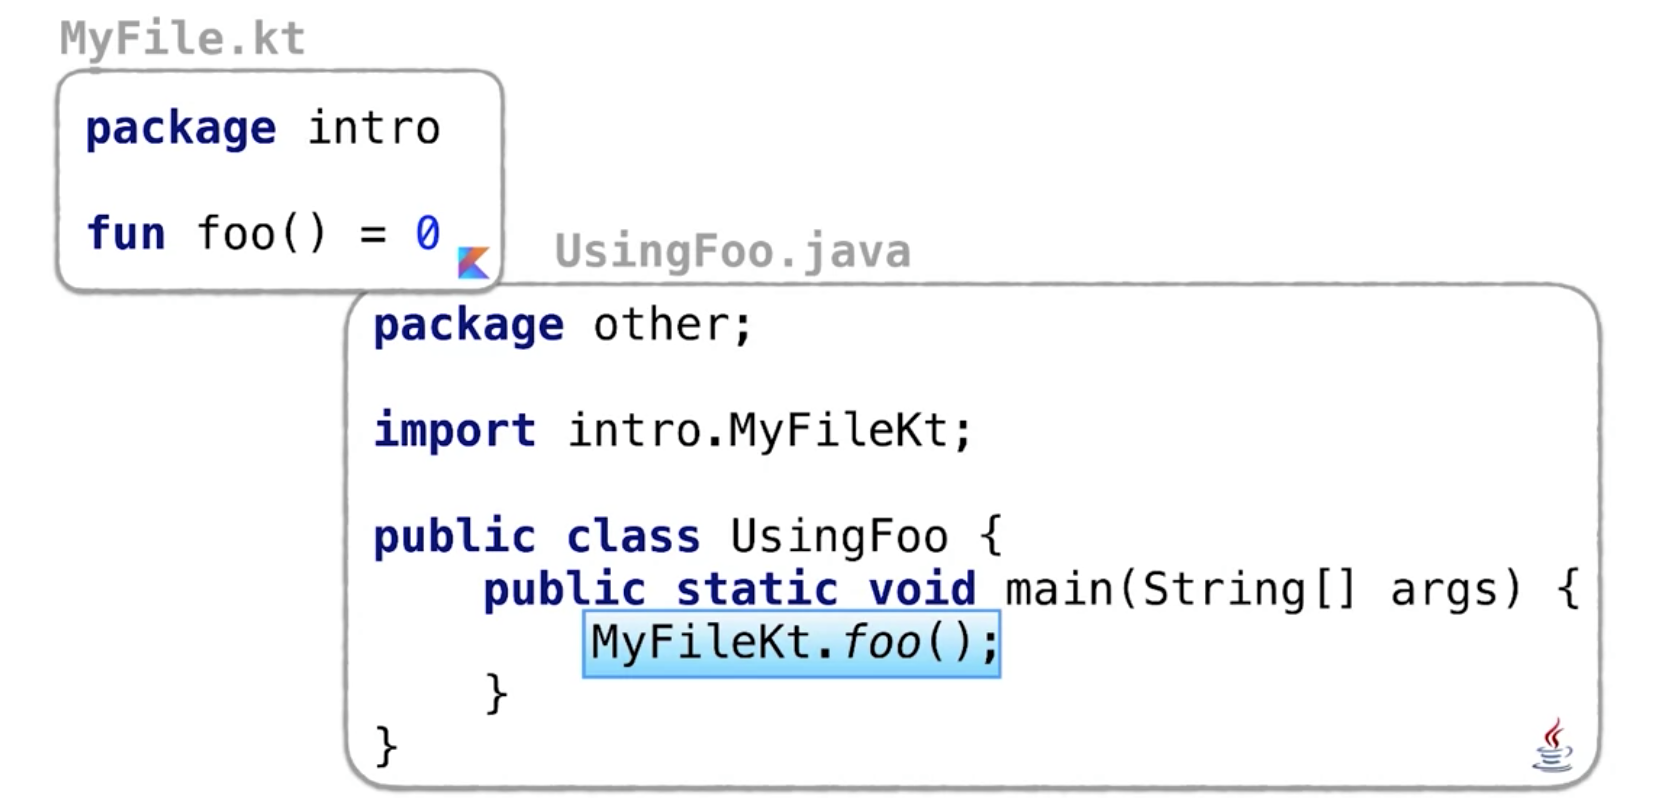 MyFile.kt
package intro
fun foo() = 0
UsingFoo.java
package other;
import intro.MyFileKt;
public class UsingFoo {
public static void main(String[] args) {
MyFileKt.foo();
}
}